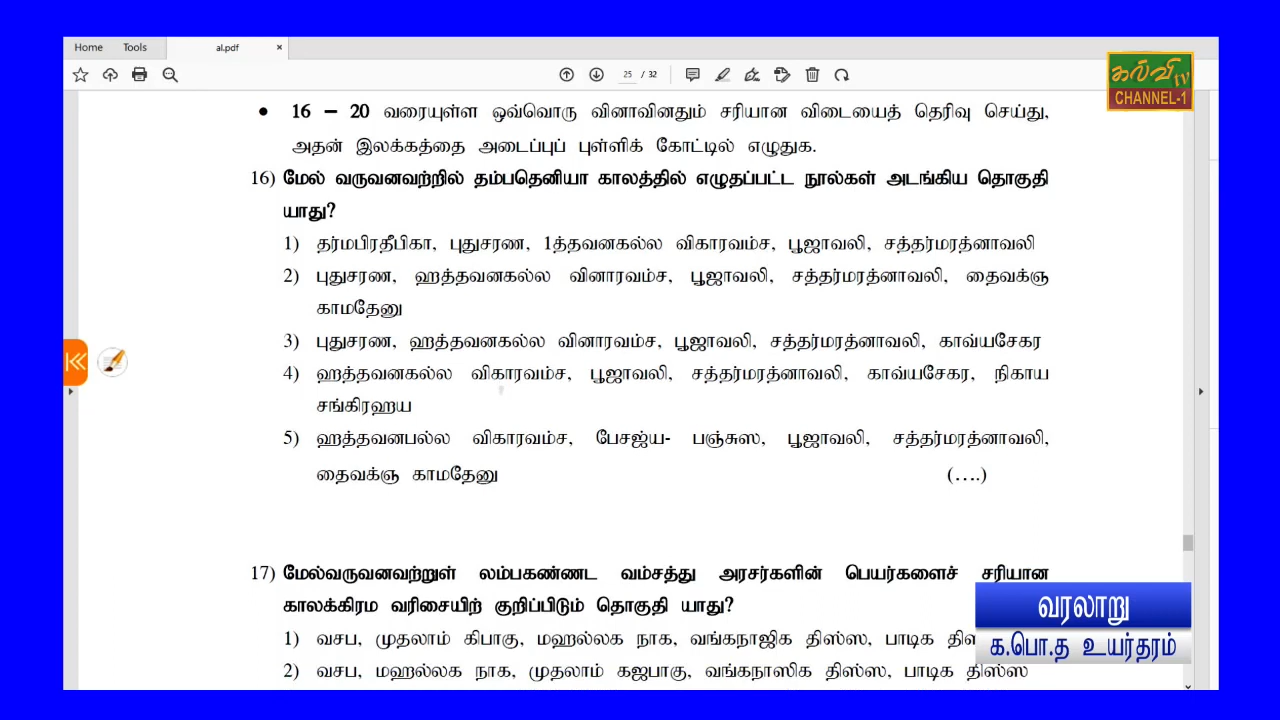 Home Tools al.pdf ×
25 / 32
கல்வி tv
CHANNEL-1
• 16 – 20 வரையுள்ள ஒவ்வொரு வினாவினதும் சரியான விடையைத் தெரிவு செய்து,
அதன் இலக்கத்தை அடைப்புப் புள்ளிக் கோட்டில் எழுதுக.
16) மேல் வருவனவற்றில் தம்பதெனியா காலத்தில் எழுதப்பட்ட நூல்கள் அடங்கிய தொகுதி
யாது?
1) தர்மபிரதீபிகா, புதுசரண, 1த்தவனகல்ல விகாரவம்ச, பூஜாவலி, சத்தர்மரத்னாவலி
2) புதுசரண, ஹத்தவனகல்ல வினாரவம்ச, பூஜாவலி, சத்தர்மரத்னாவலி, தைவக்ஞ
காமதேனு
3) புதுசரண, ஹத்தவனகல்ல வினாரவம்ச, பூஜாவலி, சத்தர்மரத்னாவலி, காவ்யசேகர
4) ஹத்தவனகல்ல விகாரவம்ச, பூஜாவலி, சத்தர்மரத்னாவலி, காவ்யசேகர, நிகாய
சங்கிரஹய
5) ஹத்தவனபல்ல விகாரவம்ச, பேசஜ்ய- பஞ்சுஸ, பூஜாவலி, சத்தர்மரத்னாவலி,
தைவக்ஞ காமதேனு (....)
17) மேல்வருவனவற்றுள் லம்பகண்ணட வம்சத்து அரசர்களின் பெயர்களைச் சரியான
காலக்கிரம வரிசையிற் குறிப்பிடும் தொகுதி யாது?
1) வசப, முதலாம் கிபாகு, மஹல்லக நாக, வங்கநாஜிக திஸ்ஸ, பாடிக
2) வசப, மஹல்லக நாக, முதலாம் கஜபாகு, வங்கநாஸிக திஸ்ஸ, பாடிக திஸ்ஸ
வரலாறு
க.பொ.த உயர்தரம்